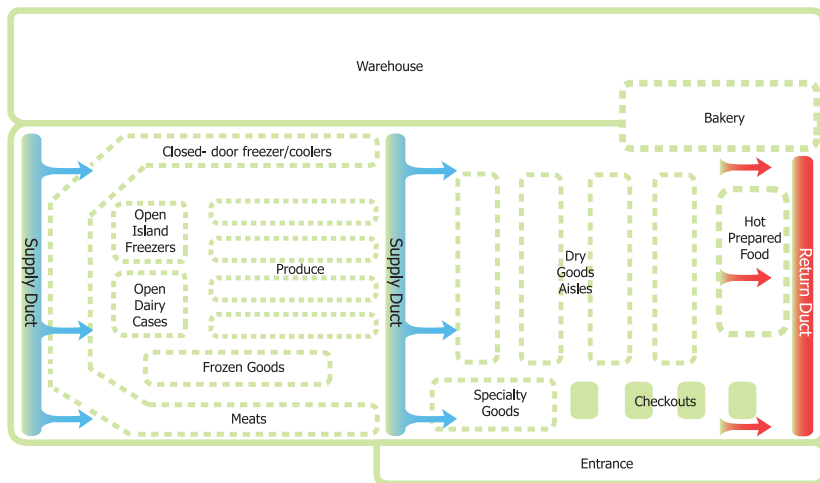 Warehouse
Bakery
Closed- door freezer/coolers
Supply Duct
Open
Island
Freezers
Open
Dairy
Cases
Produce
Frozen Goods
Meats
Supply Duct
Dry
Goods
Aisles
Hot
Prepared
Food
Return Duct
Specialty
Goods
Checkouts
Entrance